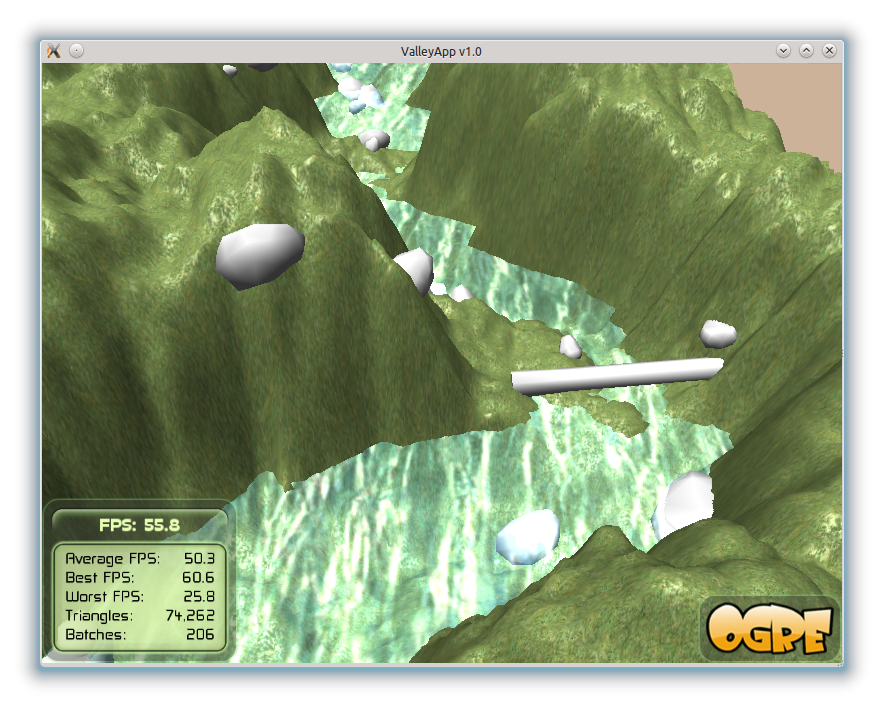 ValleyApp v1.0
FPS: 55.8
Average FPS: 50.3
Best FPS: 60.6
Worst FPS: 25.8
Triangles: 74,262
Batches: 206
OGRE